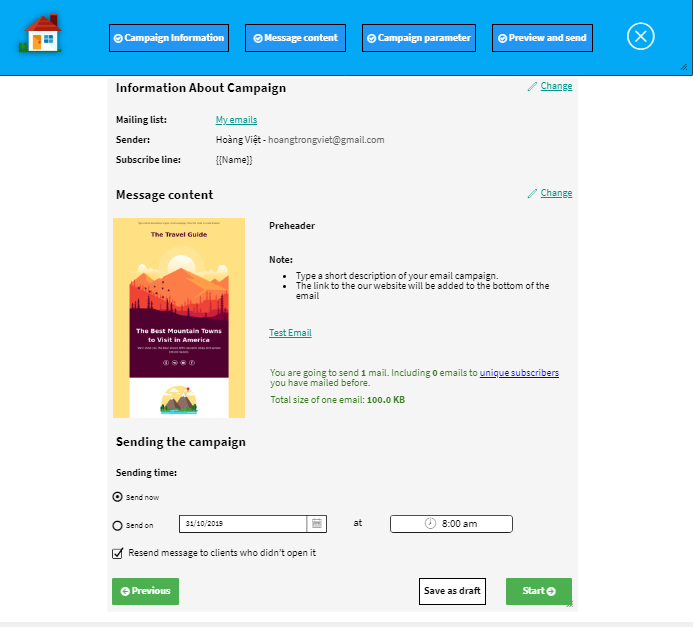 Campaign Information
Message content
Campaign parameter
Preview and send
Information About Campaign
Change
Mailing list:
My emails
Sender:
Hoàng Việt - hoangtrongviet@gmail.com
Subscribe line:
{{Name}}
Message content
Change
The Travel Guide
The Best Mountain Towns
to Visit in America
Preheader
Note:
Type a short description of your email campaign.
The link to the our website will be added to the bottom of the
email
Test Email
You are going to send 1 mail. Including 0 emails to unique subscribers
you have mailed before.
Total size of one email: 100.0 KB
Sending the campaign
Sending time:
Send now
Send on
31/10/2019
at
8:00 am
Resend message to clients who didn't open it
Previous
Save as draft
Start